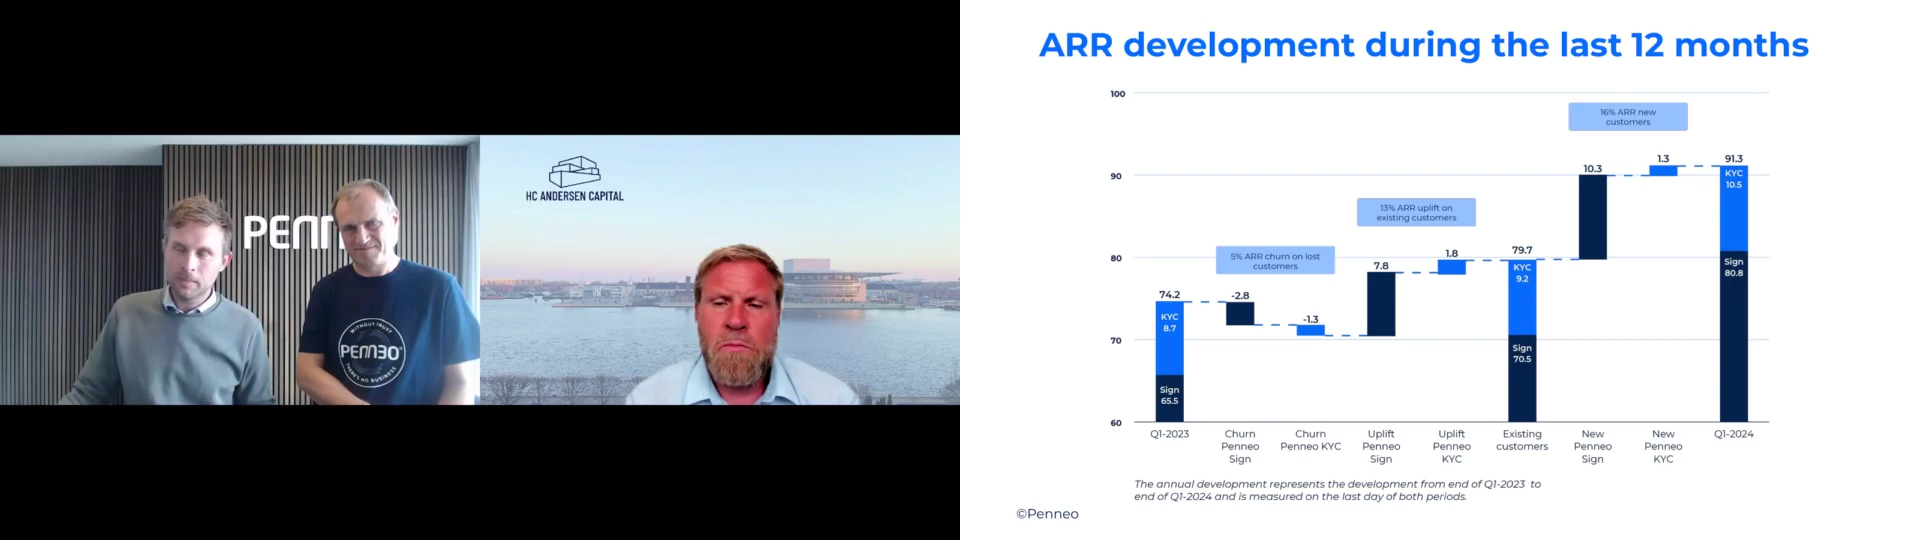 PENN O
WITHOUT TRUST
PENNEO
THERE'S NO BUSINESS
HC ANDERSEN CAPITAL
ARR development during the last 12 months
100
90
80
70
60
16% ARR new
customers
13% ARR uplift on
existing customers
5% ARR churn on lost
customers
74.2
KYC
8.7
Sign
65.5
-2.8
-1.3
7.8
1.8
79.7
KYC
9.2
Sign
70.5
10.3
1.3
91.3
KYC
10.5
Sign
80.8
Q1-2023
Churn
Penneo
Sign
Churn
Penneo KYC
Uplift
Penneo
Sign
Uplift
Penneo
KYC
Existing
customers
New
Penneo
Sign
New
Penneo
KYC
Q1-2024
The annual development represents the development from end of Q1-2023 to
end of Q1-2024 and is measured on the last day of both periods.
©Penneo